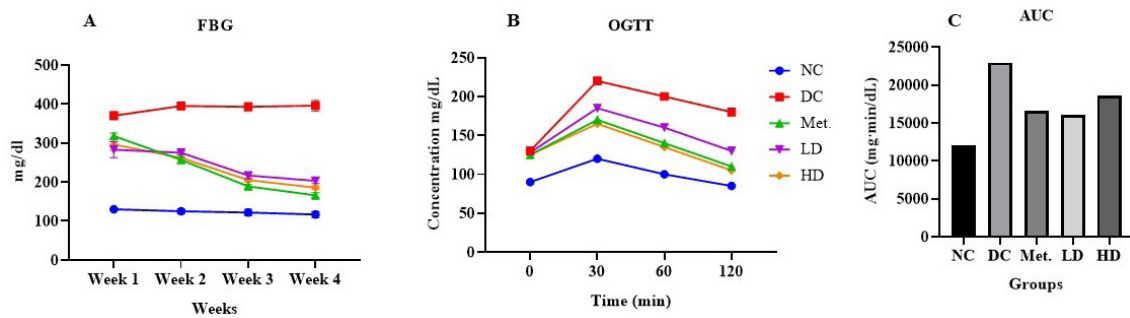 A
FBG
mg/dl
500
400
300
200
100
0
Week 1 Week 2 Week 3 Week 4
Weeks
B
OGTT
Concentration mg/dL
250
200
150
100
50
0
0 30 60 120
Time (min)
NC
DC
Met.
LD
HD
C
AUC
AUC (mg·min/dL)
25000
20000
15000
10000
5000
0
NC DC Met. LD HD
Groups